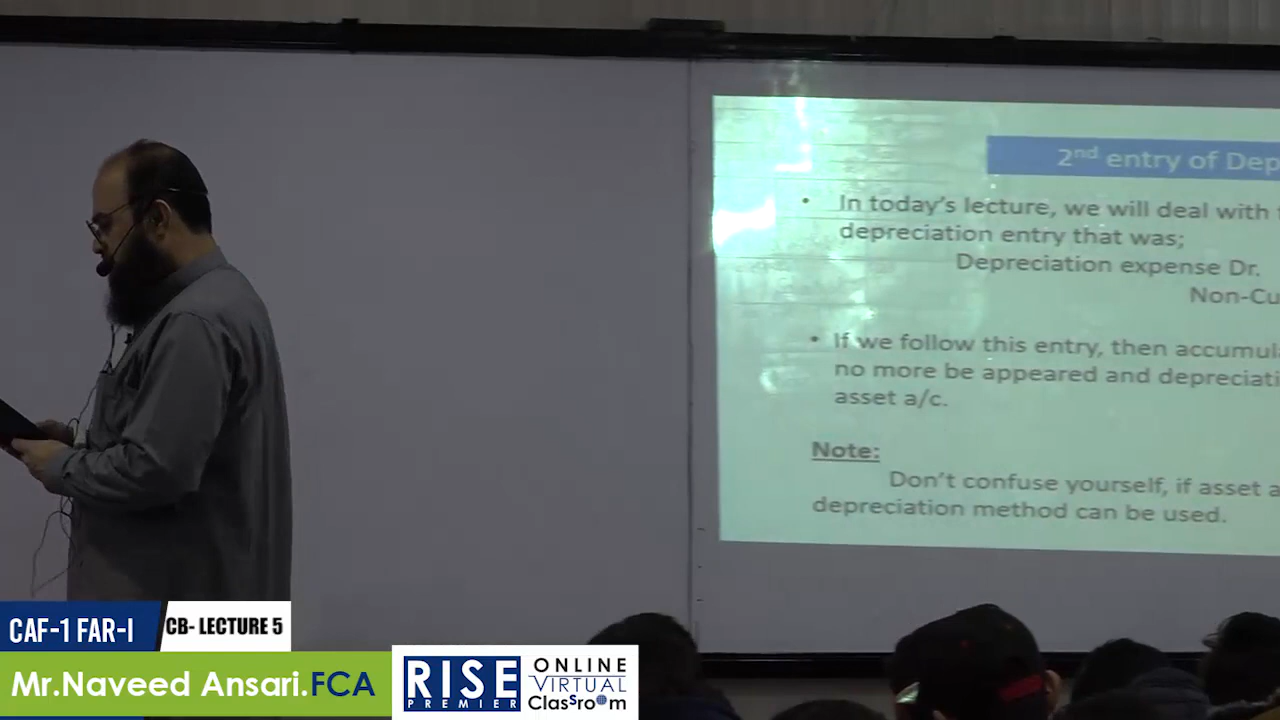 2nd entry of Dep
• In today's lecture, we will deal with
depreciation entry that was;
Depreciation expense Dr.
Non-Cu
• If we follow this entry, then accumul
no more be appeared and depreciati
asset a/c.
Note:
Don't confuse yourself, if asset a
depreciation method can be used.
CAF-1 FAR-I
CB- LECTURE 5
Mr.Naveed Ansari.FCA
RISE
PREMIER
ONLINE
VIRTUAL
ClasSroom